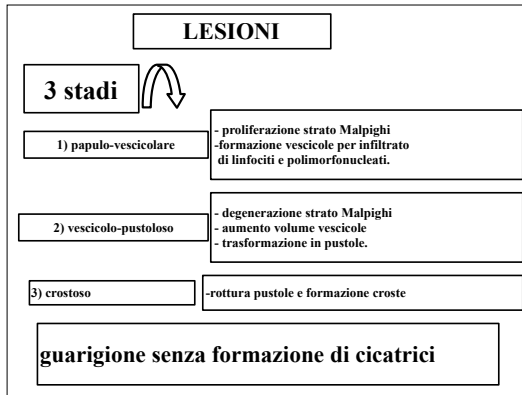 LESIONI
3 stadi
1) papulo-vescicolare
- proliferazione strato Malpighi
-formazione vescicole per infiltrato
di linfociti e polimorfonucleati.
2) vescicolo-pustoloso
- degenerazione strato Malpighi
- aumento volume vescicole
- trasformazione in pustole.
3) crostoso
-rottura pustole e formazione croste
guarigione senza formazione di cicatrici